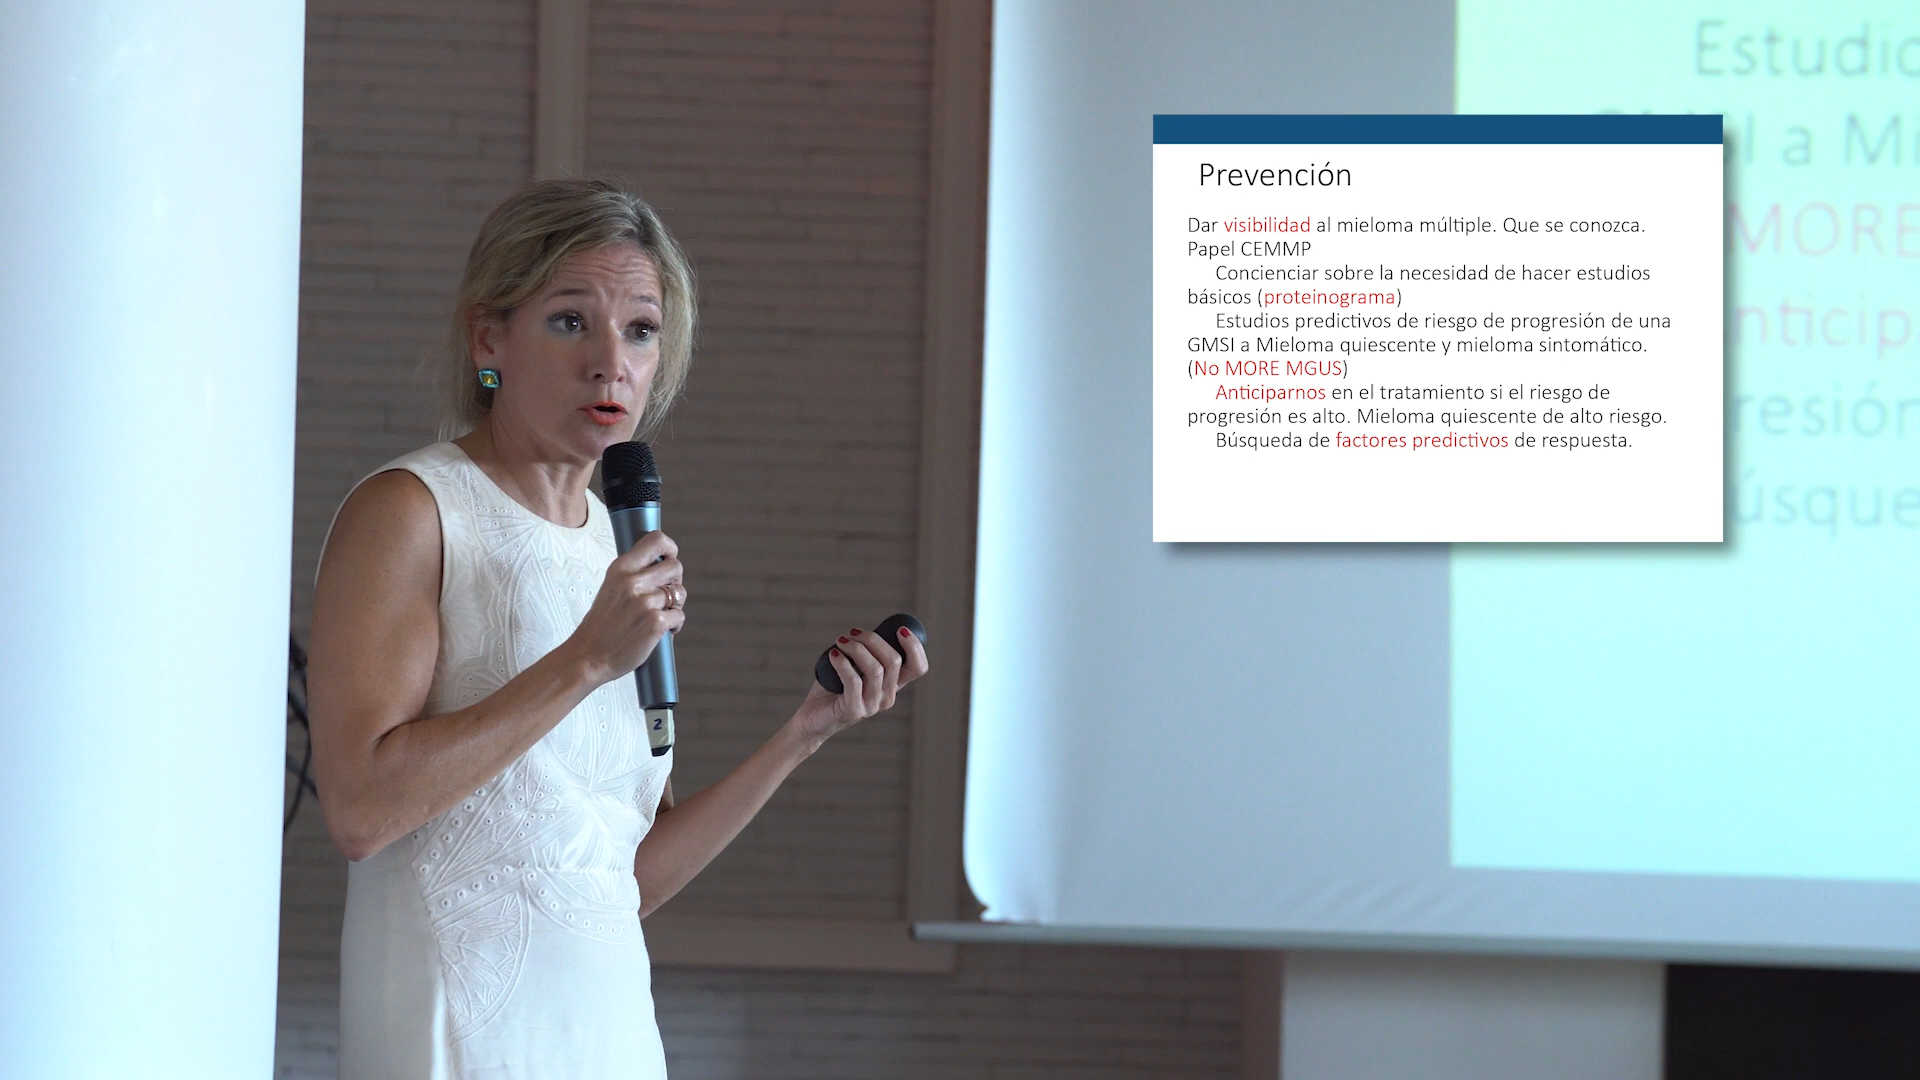 Prevención
Dar visibilidad al mieloma múltiple. Que se conozca.
Papel CEMMP
Concienciar sobre la necesidad de hacer estudios
básicos (proteinograma)
Estudios predictivos de riesgo de progresión de una
GMSI a Mieloma quiescente y mieloma sintomático.
(No MORE MGUS)
Anticiparnos en el tratamiento si el riesgo de
progresión es alto. Mieloma quiescente de alto riesgo.
Búsqueda de factores predictivos de respuesta.
Estudio
I a Mi
MORE
nticipa
resión
úsque
2